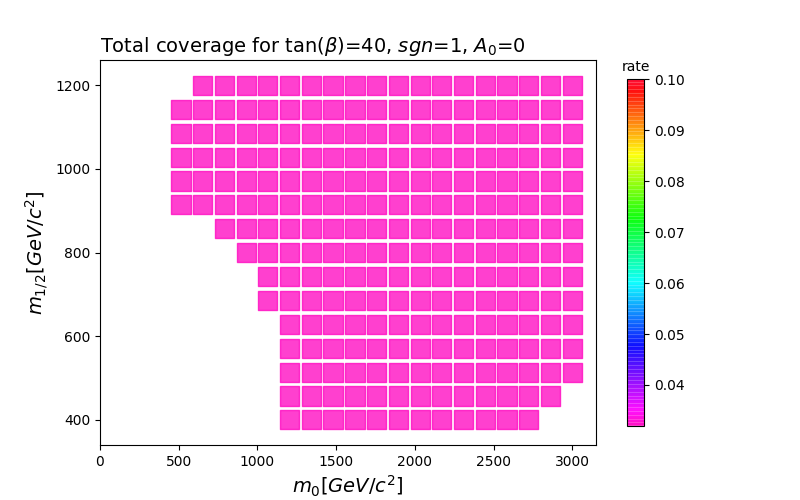 Total coverage for tan(β)=40, sgn=1, A₀=0
rate
0.10
0.09
0.08
0.07
0.06
0.05
0.04
1200
1000
800
600
400
m₁/₂[GeV/c²]
0 500 1000 1500 2000 2500 3000
m₀[GeV/c²]